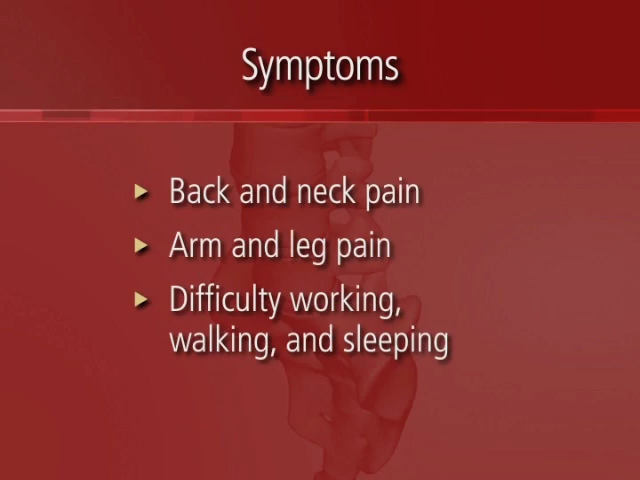 Symptoms
Back and neck pain
Arm and leg pain
Difficulty working,
walking, and sleeping